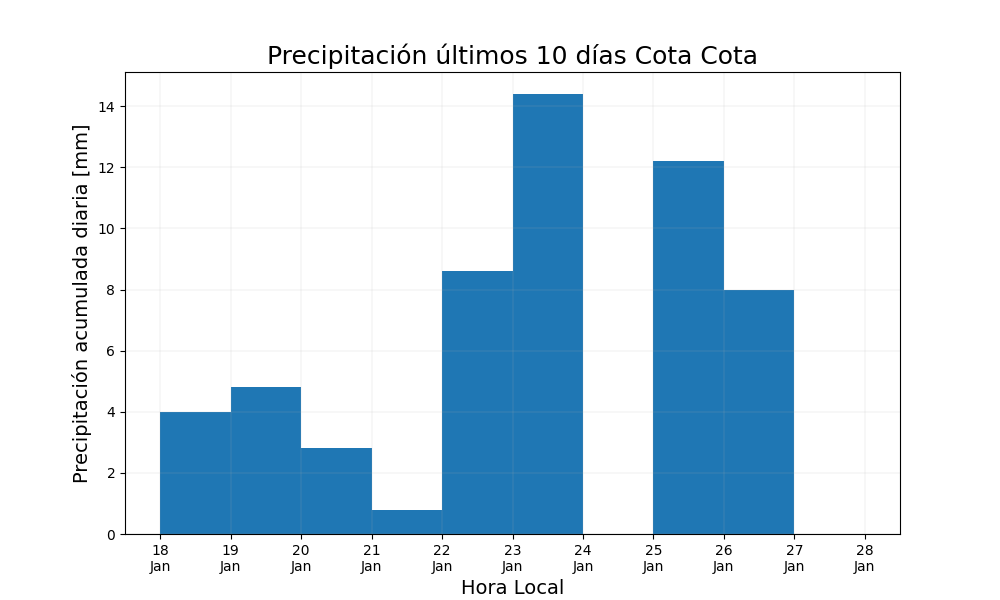 Precipitación últimos 10 días Cota Cota
Precipitación acumulada diaria [mm]
14
12
10
8
6
4
2
0
18 19 20 21 22 23 24 25 26 27 28
Jan Jan Jan Jan Jan Jan Jan Jan Jan Jan Jan
Hora Local